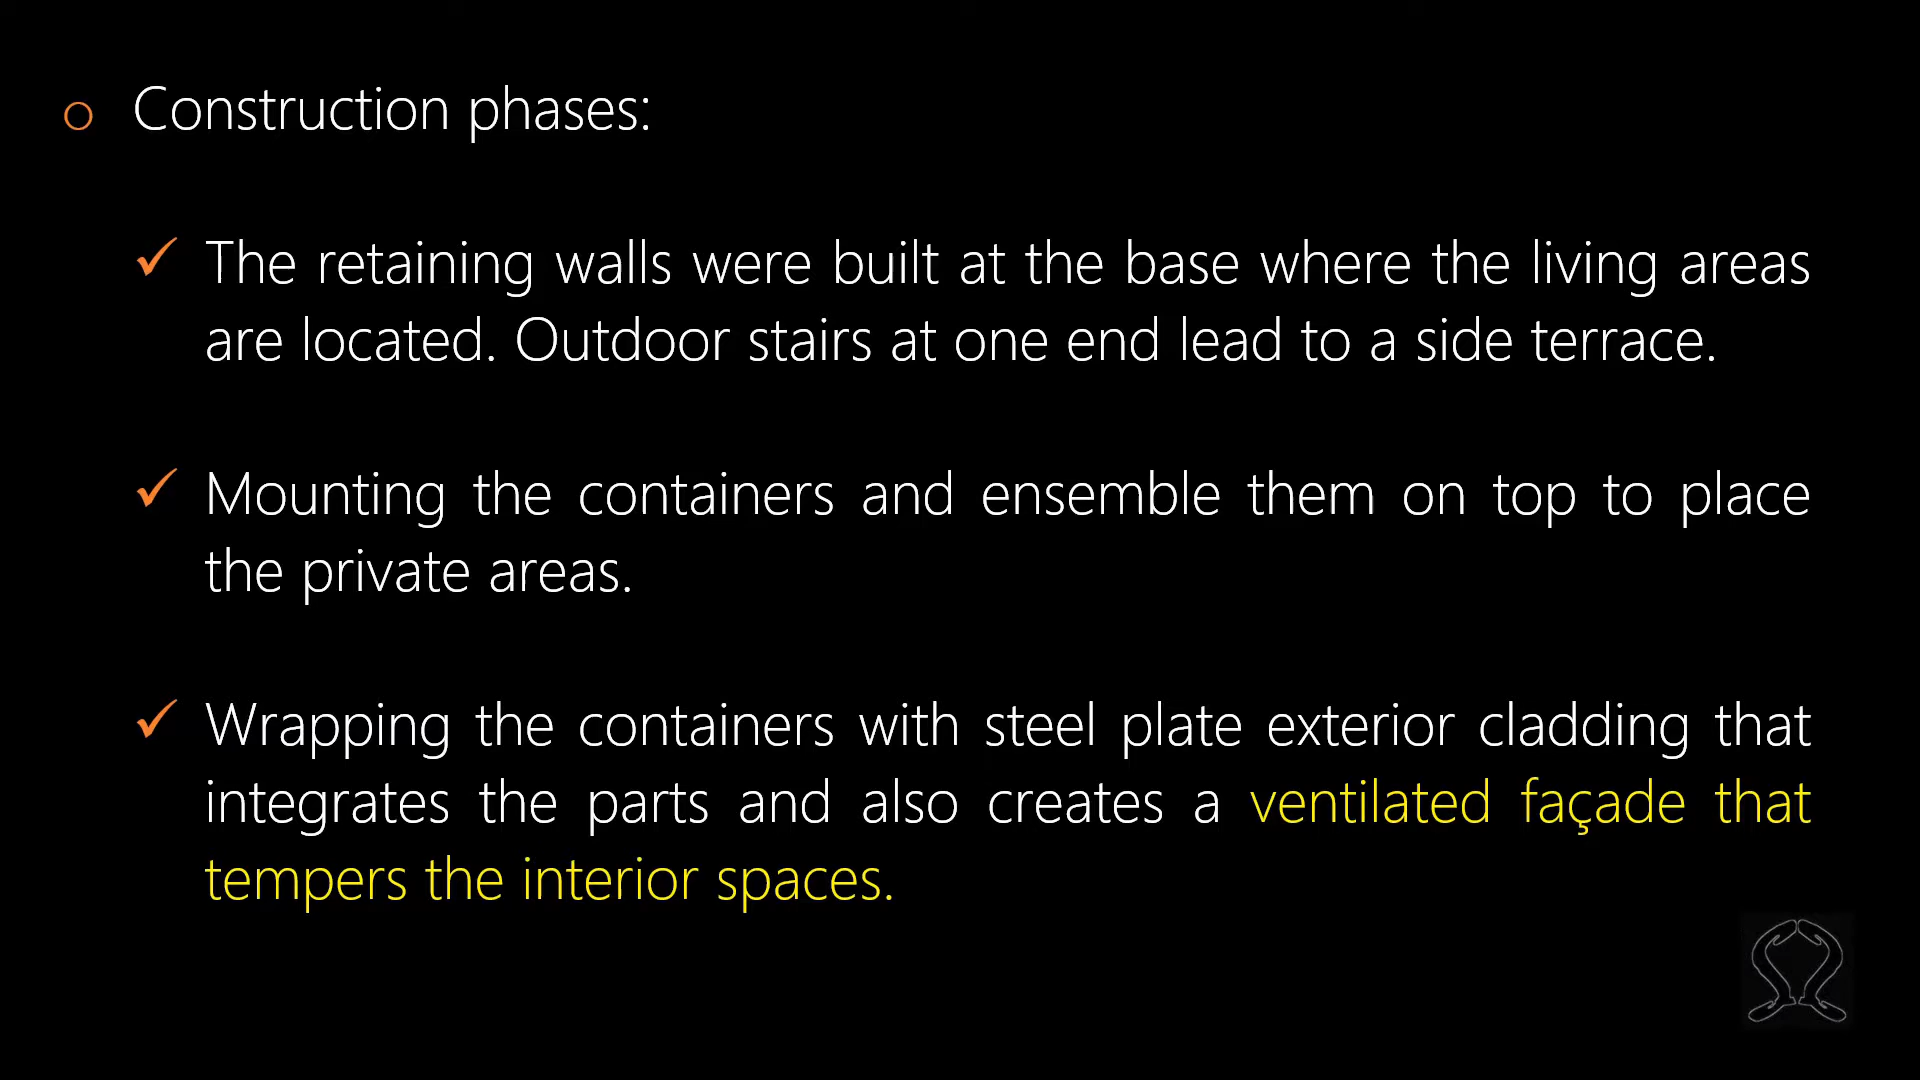 Construction phases:
The retaining walls were built at the base where the living areas
are located. Outdoor stairs at one end lead to a side terrace.
Mounting the containers and ensemble them on top to place
the private areas.
Wrapping the containers with steel plate exterior cladding that
integrates the parts and also creates a ventilated façade that
tempers the interior spaces.